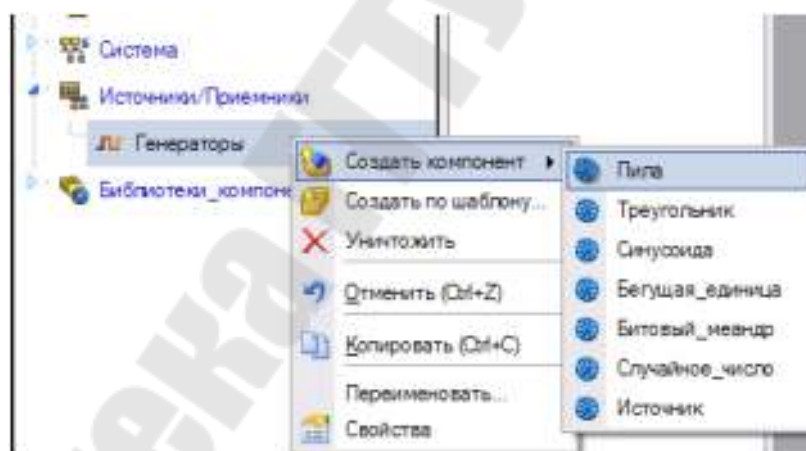 Система
Источники/Приемники
Генераторы
Библиотеки_компоне
Создать компонент
Создать по шаблону...
Уничтожить
Отменить (Ctrl+Z)
Копировать (Ctrl+C)
Переименовать...
Свойства
Пила
Треугольник
Синусоида
Бегущая_единица
Битовый_меандр
Случайное_число
Источник